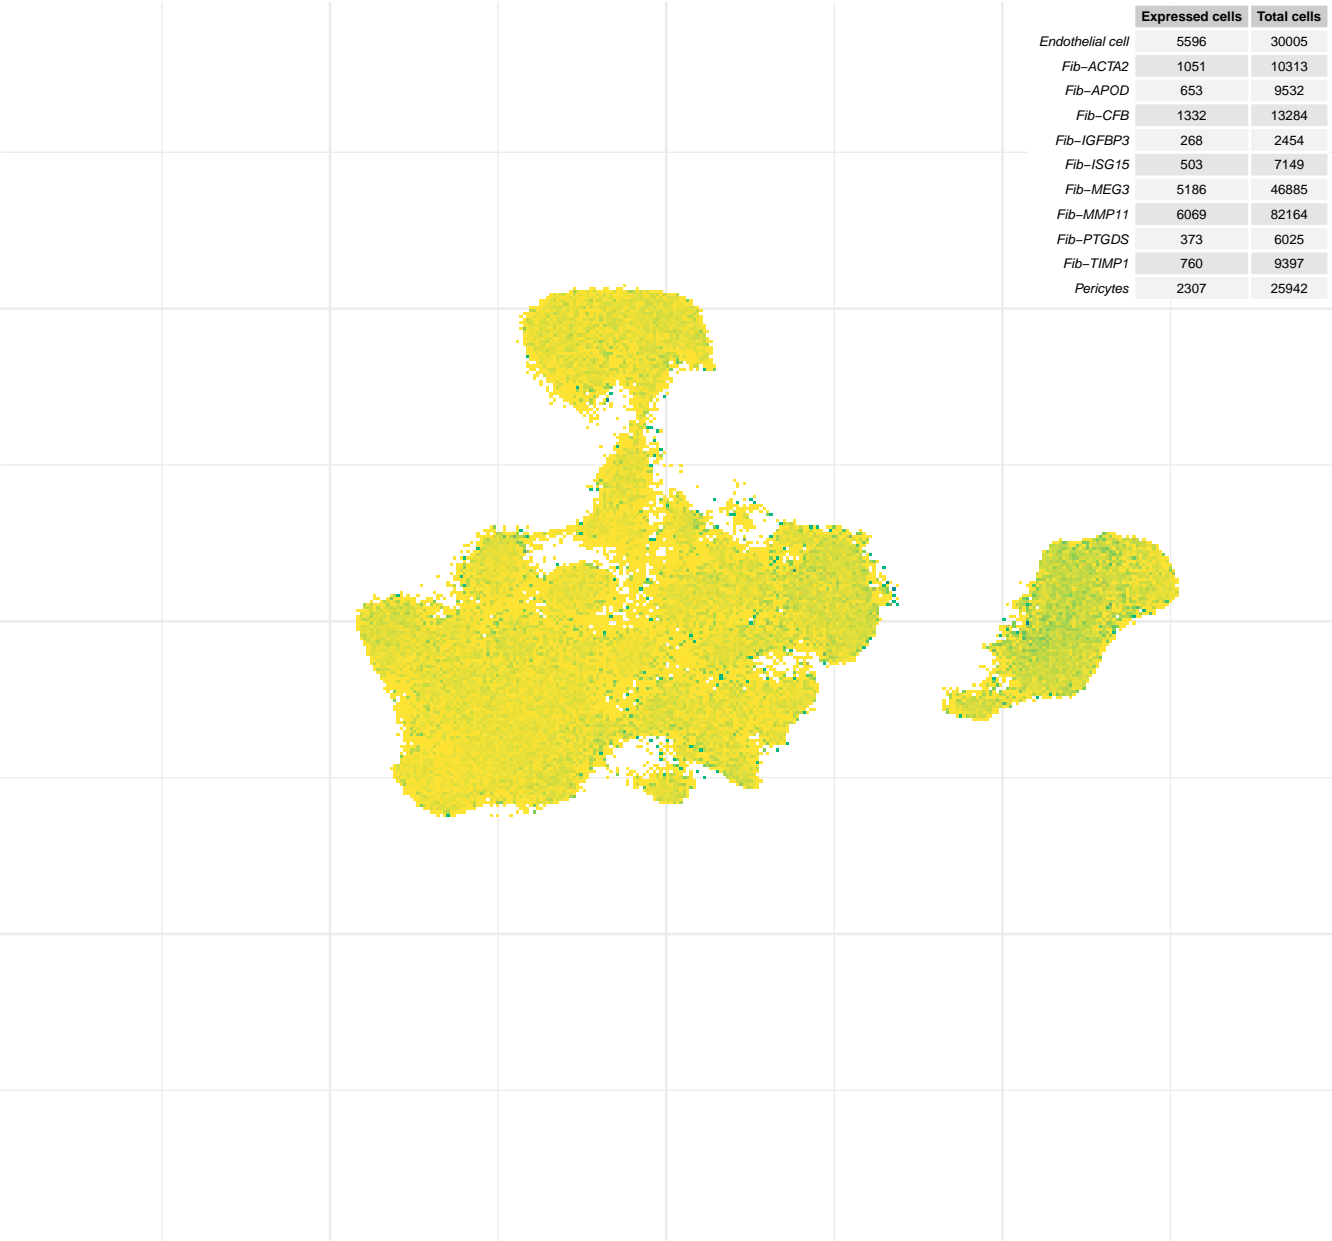 Expressed cells Total cells
Endothelial cell 5596 30005
Fib−ACTA2 1051 10313
Fib−APOD 653 9532
Fib−CFB 1332 13284
Fib−IGFBP3 268 2454
Fib−ISG15 503 7149
Fib−MEG3 5186 46885
Fib−MMP11 6069 82164
Fib−PTGDS 373 6025
Fib−TIMP1 760 9397
Pericytes 2307 25942